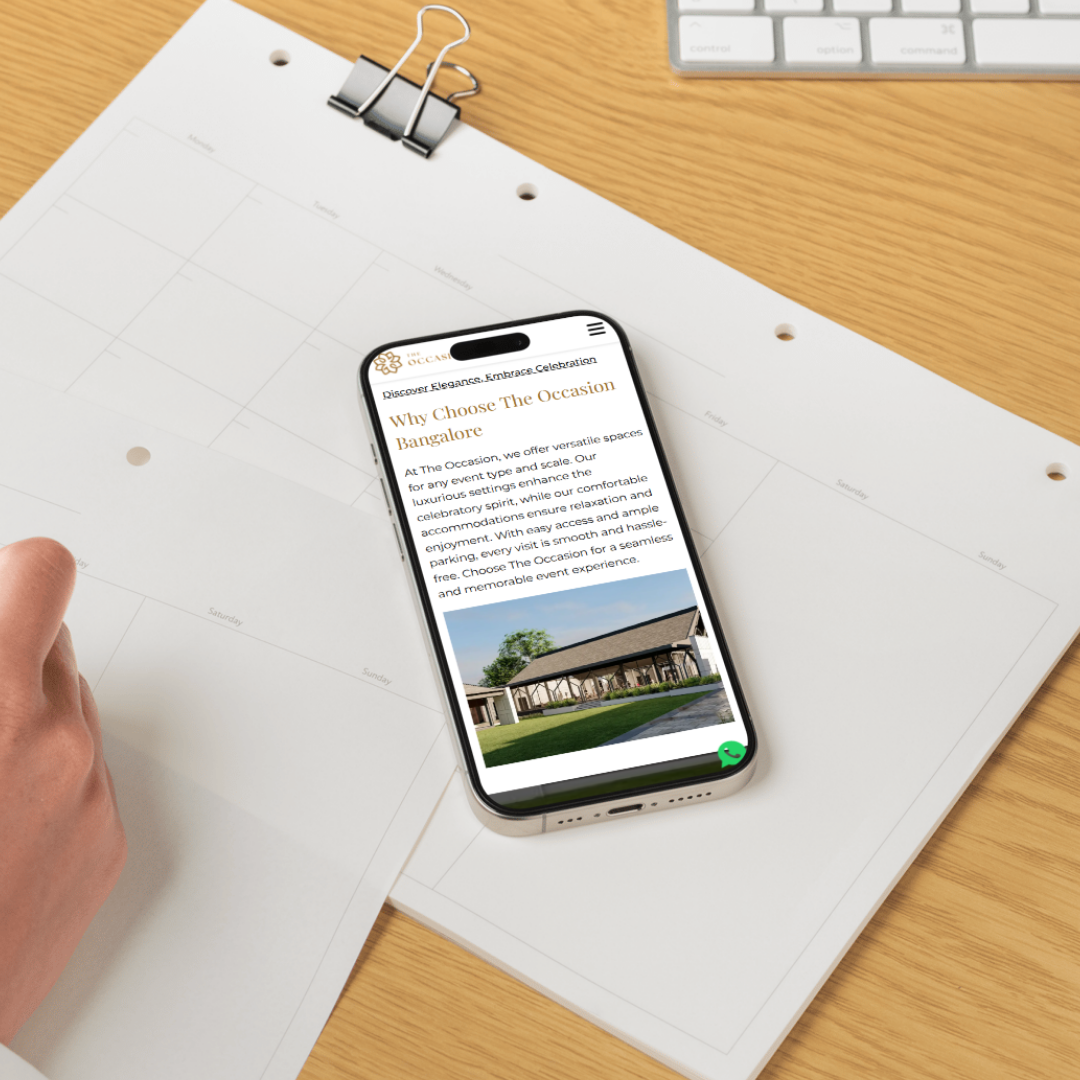 control
option
command
Monday
Tuesday
Wednesday
Friday
Saturday
Sunday
Saturday
Sunday
THE
Discover Elegance, Embrace Celebration
Why Choose The Occasion
Bangalore
At The Occasion, we offer versatile spaces
for any event type and scale. Our
luxurious settings enhance the
celebratory spirit, while our comfortable
accommodations ensure relaxation and
enjoyment. With easy access and ample
parking, every visit is smooth and hassle-
free. Choose The Occasion for a seamless
and memorable event experience.